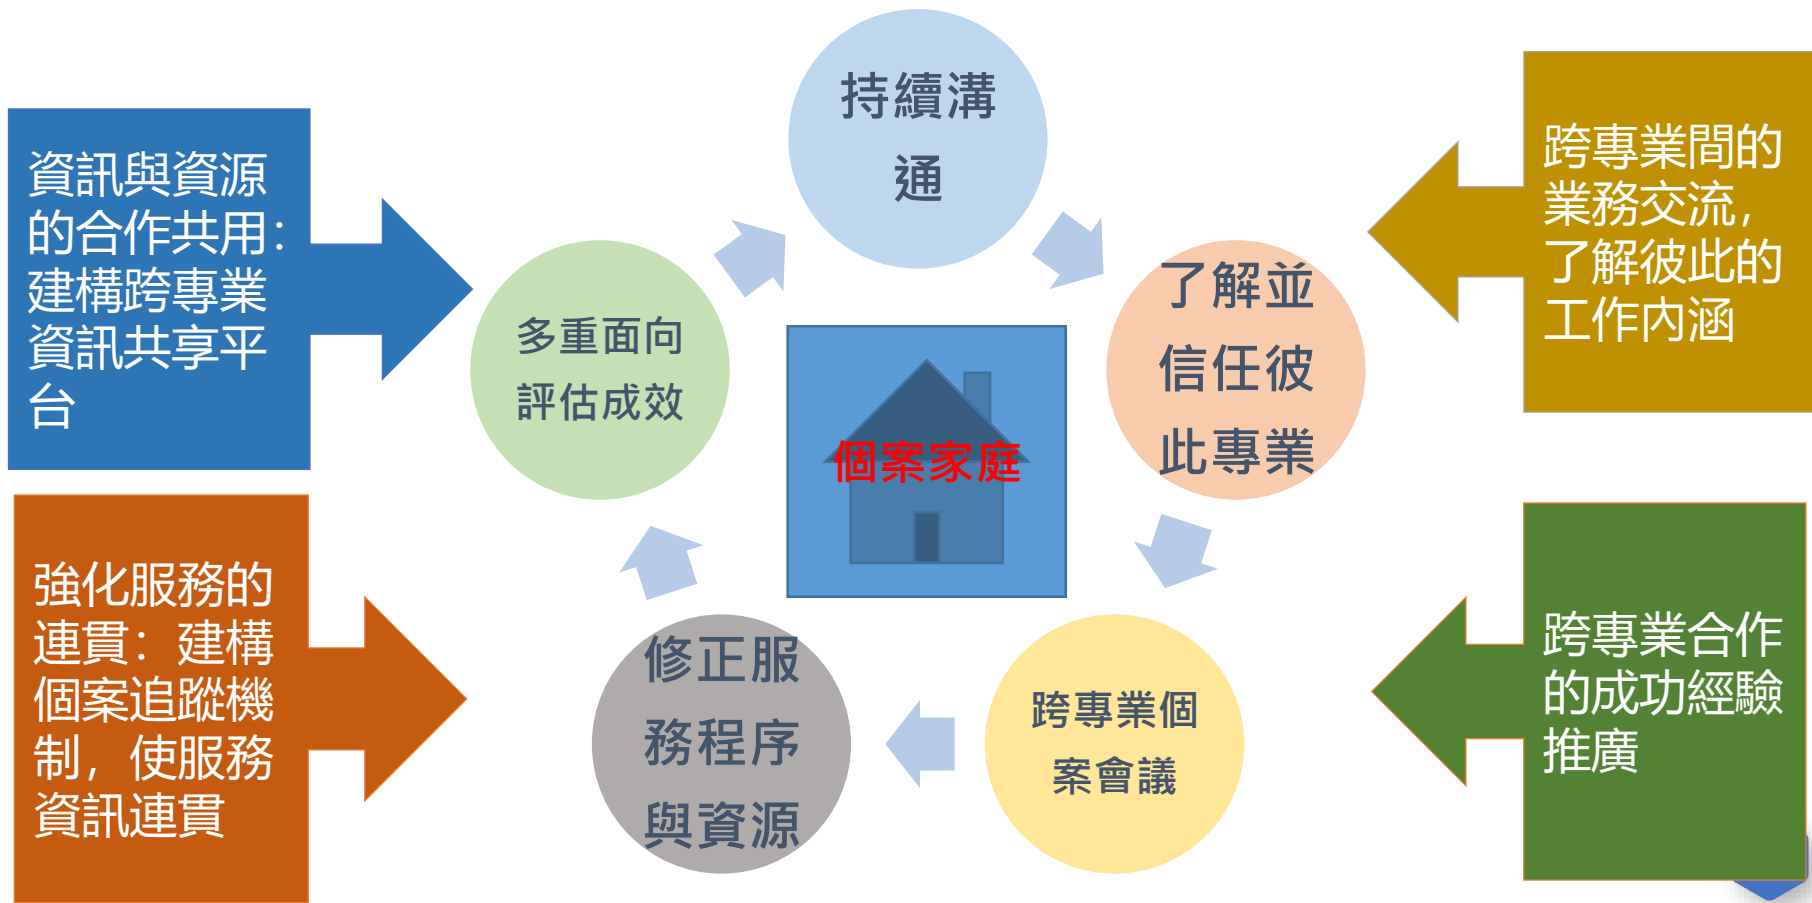 持續溝
通
資訊與資源
的合作共用：
建構跨專業
資訊共享平
台
跨專業間的
業務交流，
了解彼此的
工作內涵
了解並
信任彼
此專業
多重面向
評估成效
個案家庭
強化服務的
連貫：建構
個案追蹤機
制，使服務
資訊連貫
修正服
務程序
與資源
跨專業個
案會議
跨專業合作
的成功經驗
推廣